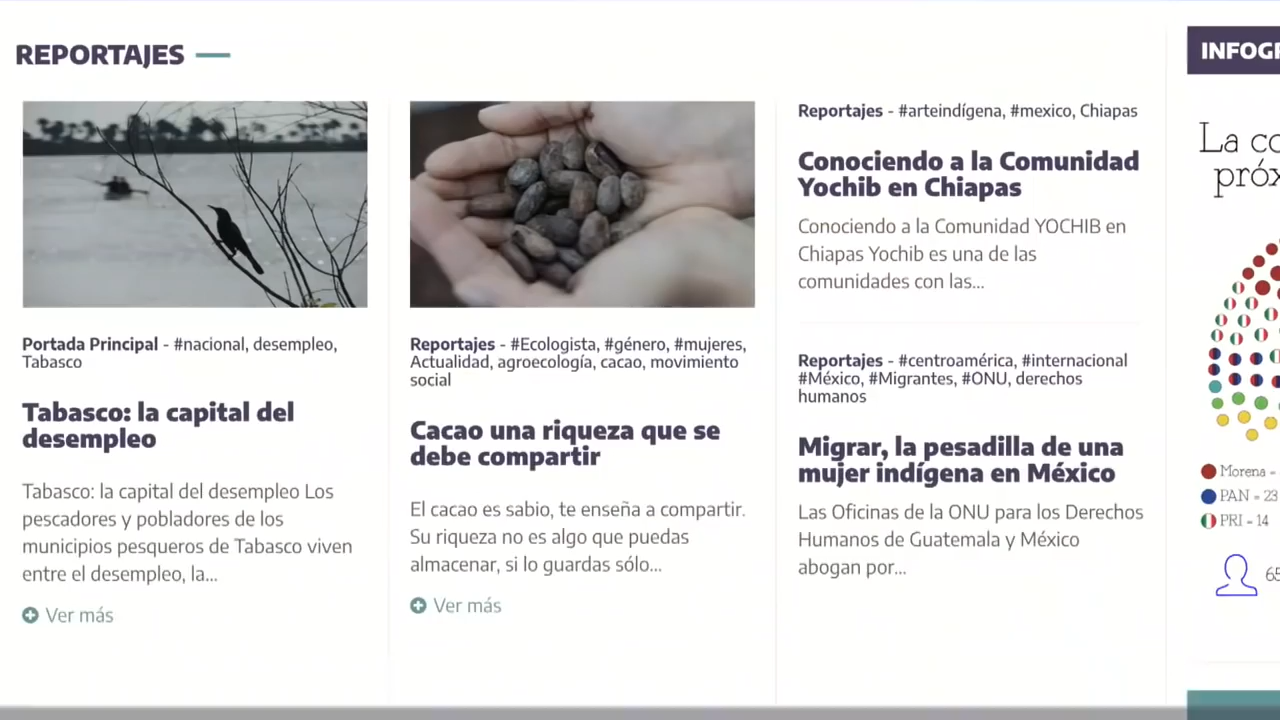 REPORTAJES
Portada Principal - #nacional, desempleo,
Tabasco
Tabasco: la capital del
desempleo
Tabasco: la capital del desempleo Los
pescadores y pobladores de los
municipios pesqueros de Tabasco viven
entre el desempleo, la...
Ver más
Reportajes - #Ecologista, #género, #mujeres,
Actualidad, agroecología, cacao, movimiento
social
Cacao una riqueza que se
debe compartir
El cacao es sabio, te enseña a compartir.
Su riqueza no es algo que puedas
almacenar, si lo guardas sólo...
Ver más
Reportajes - #arteindígena, #mexico, Chiapas
Conociendo a la Comunidad
Yochib en Chiapas
Conociendo a la Comunidad YOCHIB en
Chiapas Yochib es una de las
comunidades con las...
Reportajes - #centroamérica, #internacional
#México, #Migrantes, #ONU, derechos
humanos
Migrar, la pesadilla de una
mujer indígena en México
Las Oficinas de la ONU para los Derechos
Humanos de Guatemala y México
abogan por...
La
Morena =
PAN = 23
PRI = 14